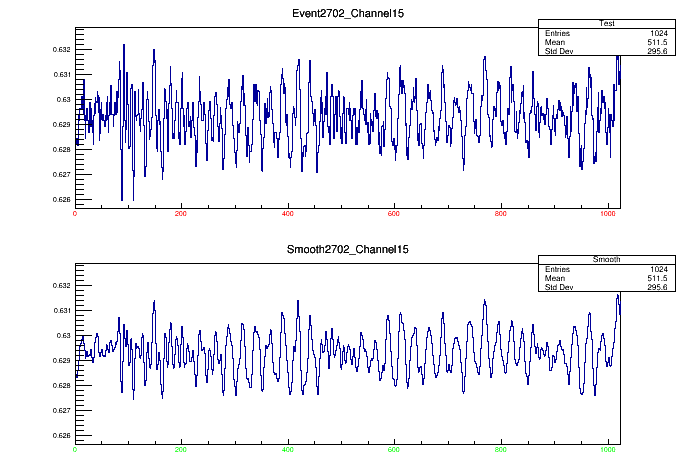 Event2702_Channel15
Test
Entries 1024
Mean 511.5
Std Dev 295.6
0.632
0.631
0.63
0.629
0.628
0.627
0.626
0 200 400 600 800 1000
Smooth2702_Channel15
Smooth
Entries 1024
Mean 511.5
Std Dev 295.6
0.632
0.631
0.63
0.629
0.628
0.627
0.626
0 200 400 600 800 1000